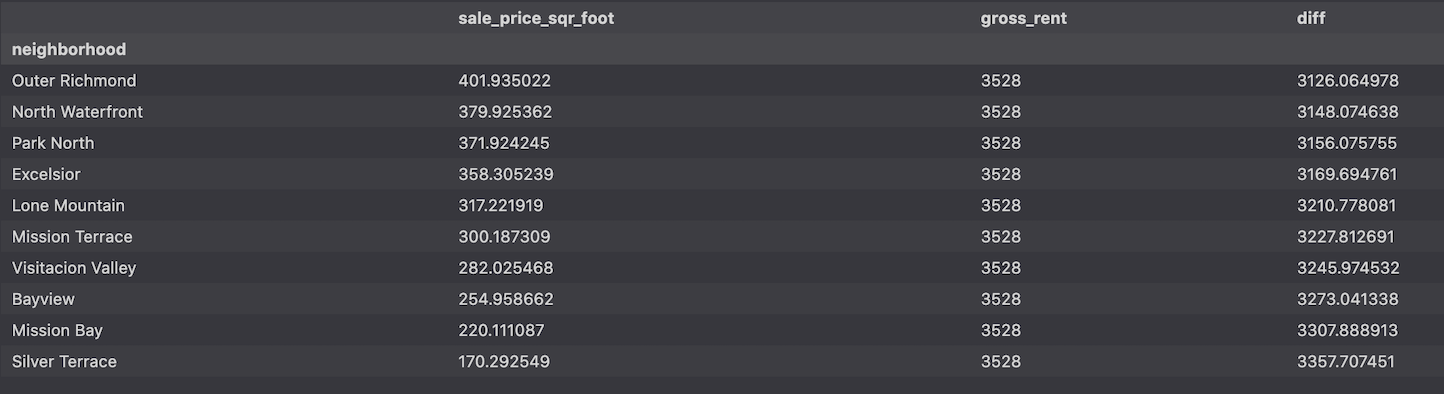 sale_price_sqr_foot gross_rent diff
neighborhood
Outer Richmond 401.935022 3528 3126.064978
North Waterfront 379.925362 3528 3148.074638
Park North 371.924245 3528 3156.075755
Excelsior 358.305239 3528 3169.694761
Lone Mountain 317.221919 3528 3210.778081
Mission Terrace 300.187309 3528 3227.812691
Visitacion Valley 282.025468 3528 3245.974532
Bayview 254.958662 3528 3273.041338
Mission Bay 220.111087 3528 3307.888913
Silver Terrace 170.292549 3528 3357.707451